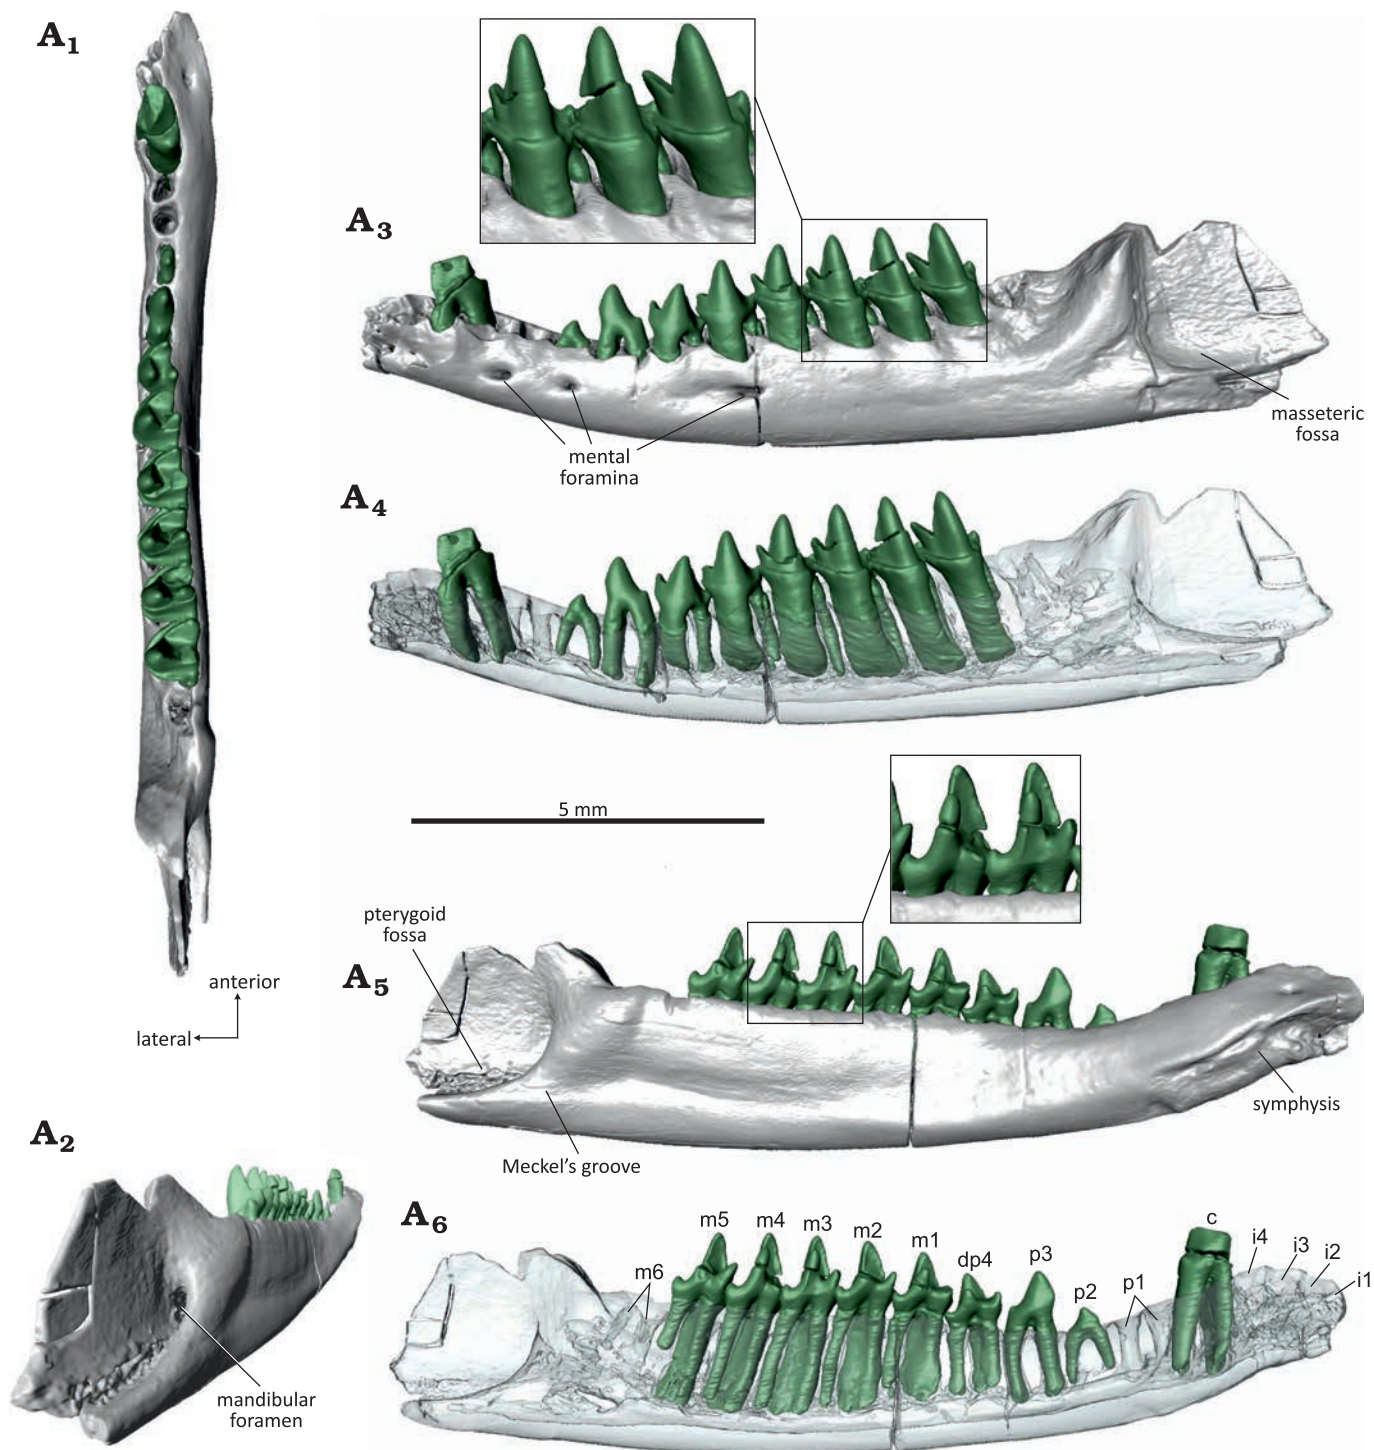 A1
A3
masseteric
fossa
mental
foramina
A4
5 mm
pterygoid
fossa
A5
anterior
lateral
symphysis
Meckel's groove
A2
mandibular
foramen
A6
m5
m4
m3
m2
m1
dp4
p3
p2
p1
c
i4
i3
i2
i1
m6